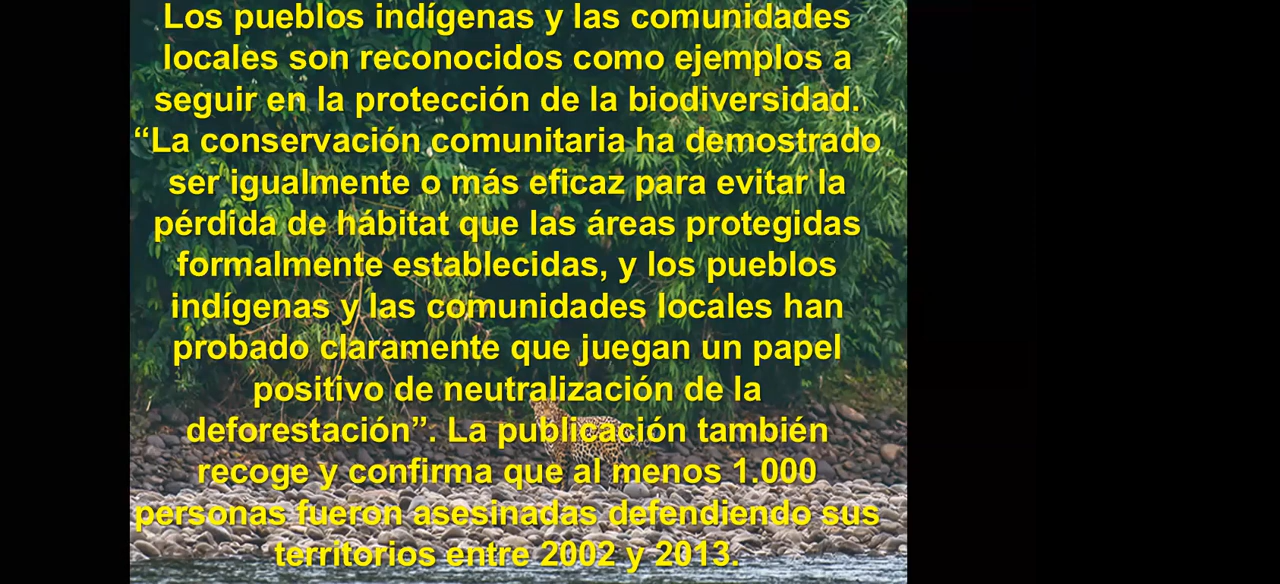 Los pueblos indígenas y las comunidades
locales son reconocidos como ejemplos a
seguir en la protección de la biodiversidad.
“La conservación comunitaria ha demostrado
ser igualmente o más eficaz para evitar la
pérdida de hábitat que las áreas protegidas
formalmente establecidas, y los pueblos
indígenas y las comunidades locales han
probado claramente que juegan un papel
positivo de neutralización de la
deforestación”. La publicación también
recoge y confirma que al menos 1.000
personas fueron asesinadas defendiendo sus
territorios entre 2002 y 2013.